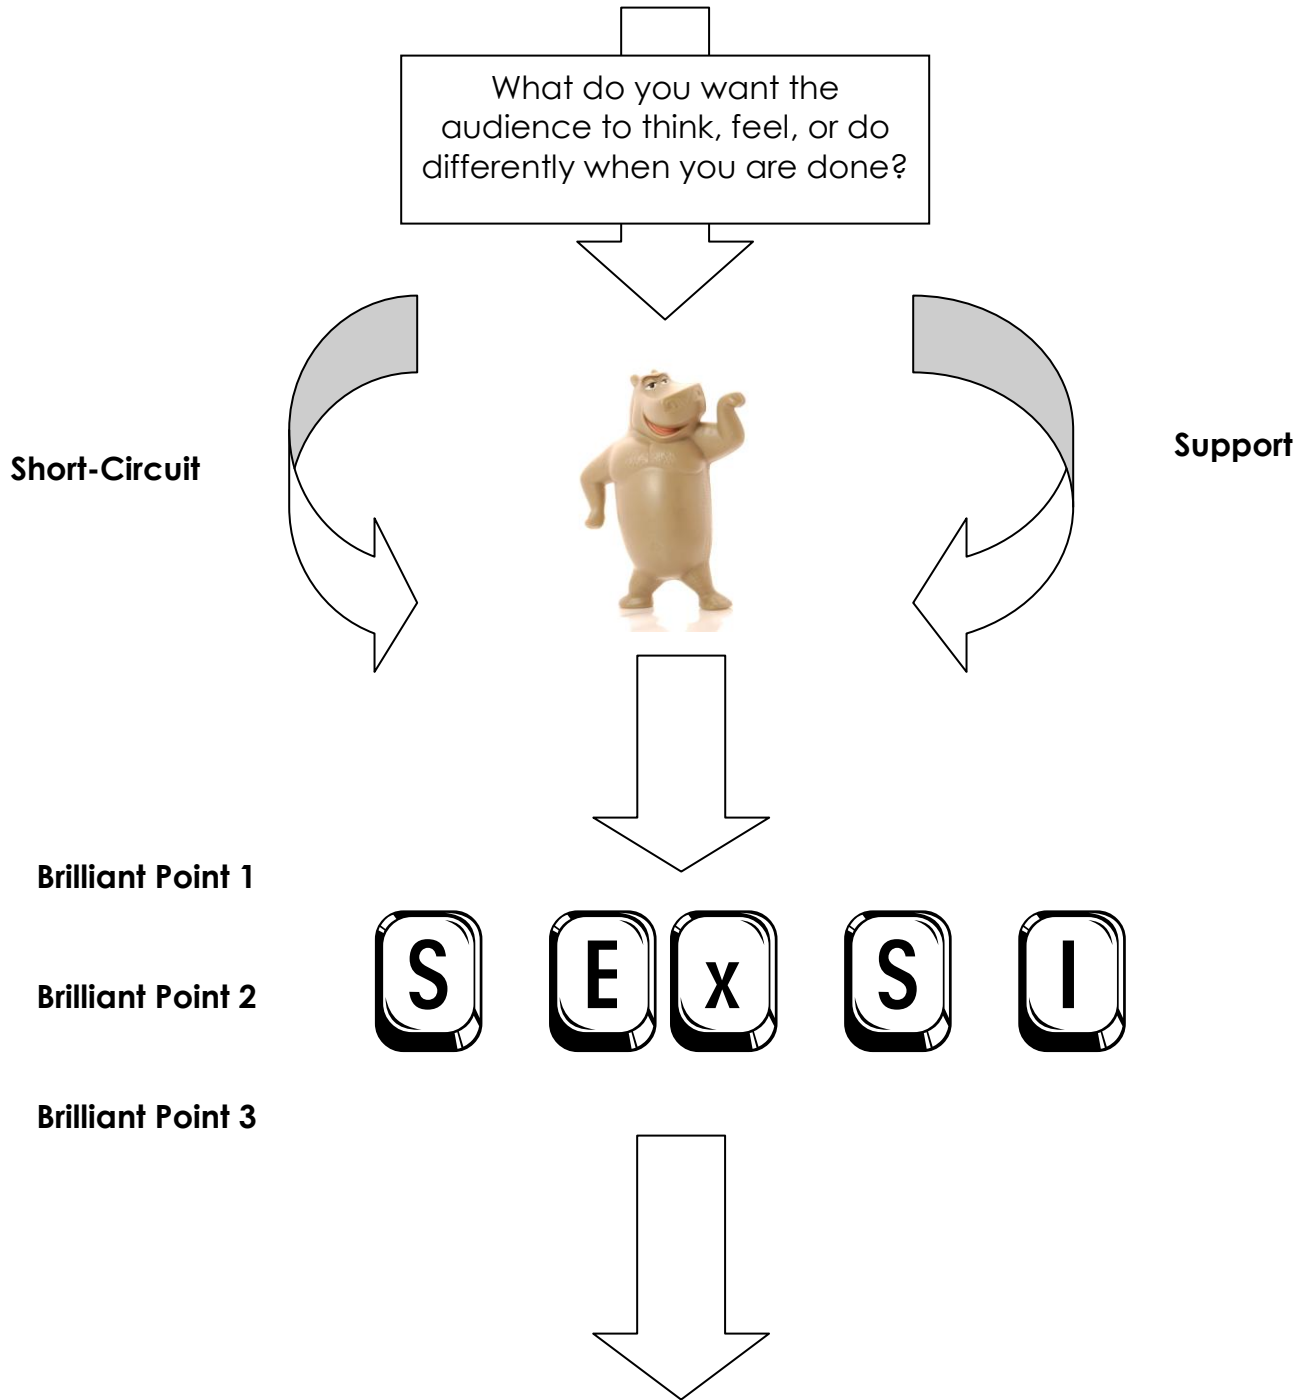 What do you want the
audience to think, feel, or do
differently when you are done?
Short-Circuit
Support
Brilliant Point 1
S E x S I
Brilliant Point 2
Brilliant Point 3